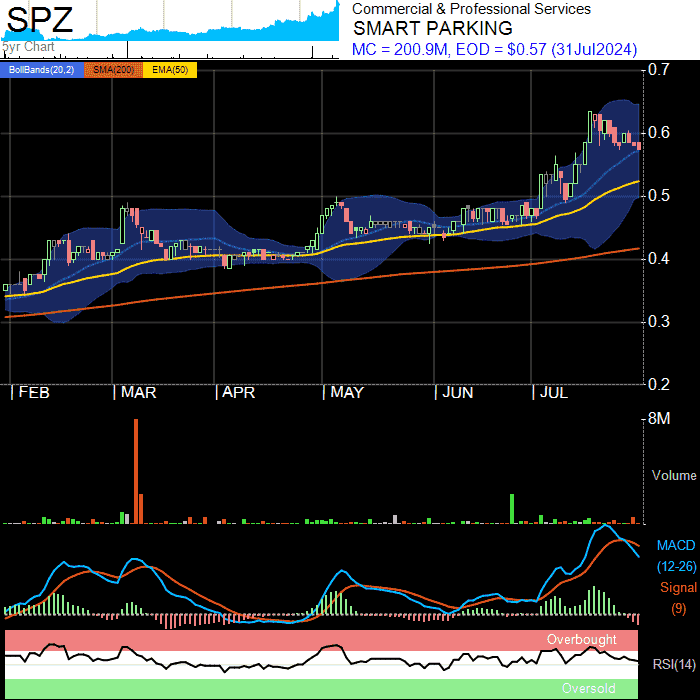 SPZ
5yr Chart
Commercial & Professional Services
SMART PARKING
MC = 200.9M, EOD = $0.57 (31Jul2024)
BollBands(20,2) SMA(200) EMA(50)
0.7
0.6
0.5
0.4
0.3
0.2
FEB MAR APR MAY JUN JUL
8M
Volume
MACD
(12-26)
Signal
(9)
Overbought
RSI(14)
Oversold